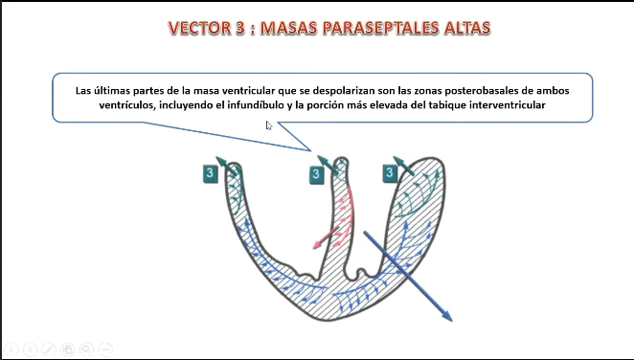 VECTOR 3 : MASAS PARASEPTALES ALTAS
Las últimas partes de la masa ventricular que se despolarizan son las zonas posterobasales de ambos
ventrículos, incluyendo el infundíbulo y la porción más elevada del tabique interventricular
3
3
3